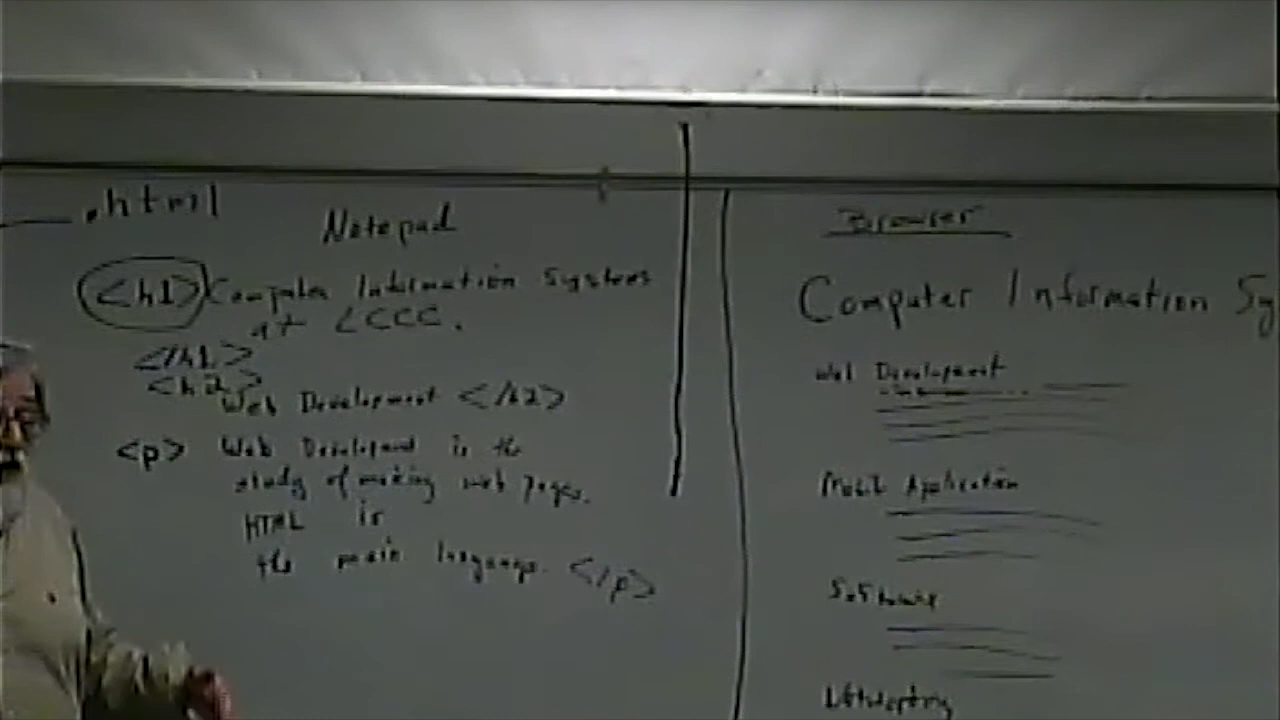 .html
Notepad
<h1> Computer Information Systems
at LCCC.
</h1>
<h2>
Web Development </h2>
<p> Web Development is the
study of making web pages.
HTML is
the main language. </p>
Browser
Computer Information Sy
Web Development
Mobile Application
Software
Networking